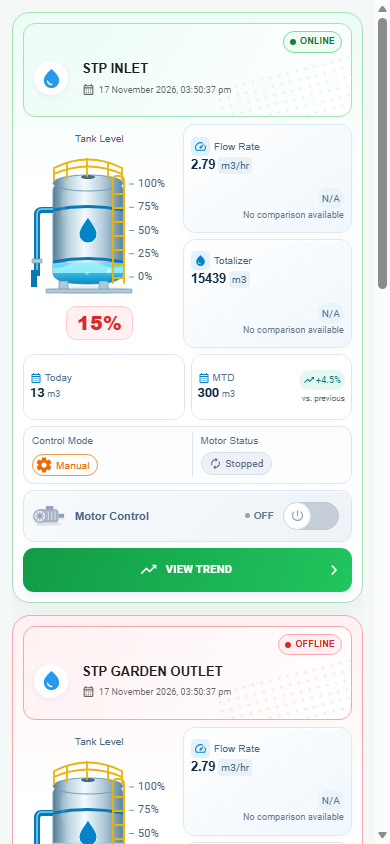 ONLINE
STP INLET
17 November 2026, 03:50:37 pm
Tank Level
100%
75%
50%
25%
0%
15%
Flow Rate
2.79 m3/hr
N/A
No comparison available
Totalizer
15439 m3
N/A
No comparison available
Today
13 m3
MTD
300 m3
+4.5%
vs. previous
Control Mode
Manual
Motor Status
Stopped
Motor Control
OFF
VIEW TREND
OFFLINE
STP GARDEN OUTLET
17 November 2026, 03:50:37 pm
Tank Level
100%
75%
50%
Flow Rate
2.79 m3/hr
N/A
No comparison available